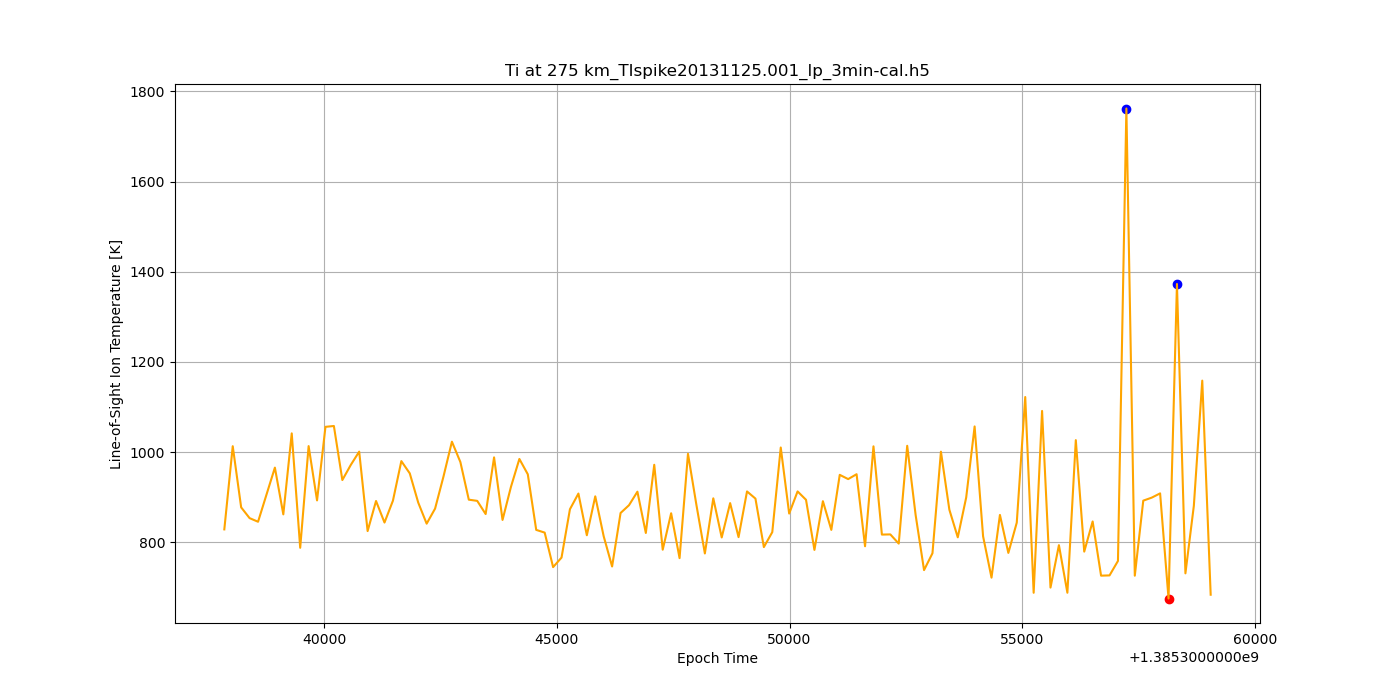 Ti at 275 km_TIspike20131125.001_lp_3min-cal.h5
Line-of-Sight Ion Temperature [K]
1800
1600
1400
1200
1000
800
40000 45000 50000 55000 60000
Epoch Time
+1.3853000000e9